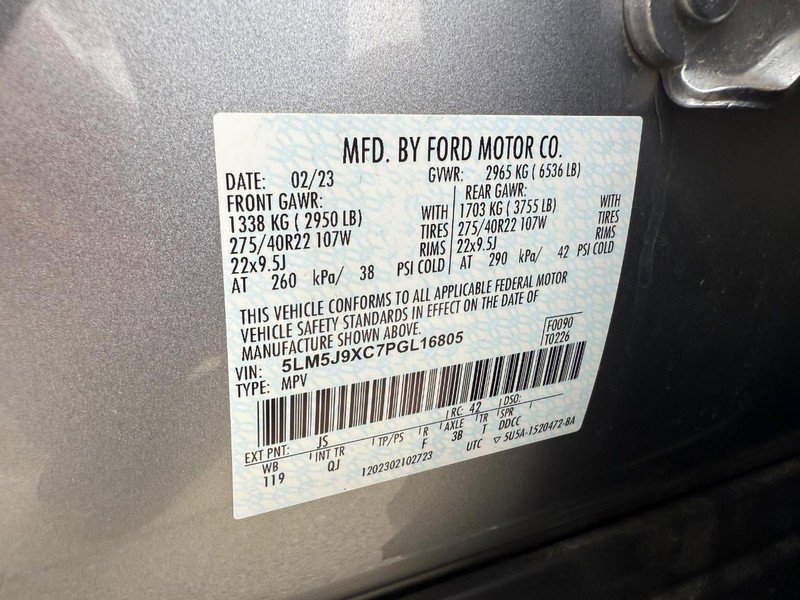 MFD. BY FORD MOTOR CO.
DATE: 02/23 GVWR: 2965 KG ( 6536 LB)
FRONT GAWR: REAR GAWR:
1338 KG ( 2950 LB) WITH 1703 KG ( 3755 LB) WITH
275/40R22 107W TIRES 275/40R22 107W TIRES
22x9.5J RIMS 22x9.5J RIMS
AT 260 kPa/ 38 PSI COLD AT 290 kPa/ 42 PSI COLD
THIS VEHICLE CONFORMS TO ALL APPLICABLE FEDERAL MOTOR
VEHICLE SAFETY STANDARDS IN EFFECT ON THE DATE OF
MANUFACTURE SHOWN ABOVE.
F0090
VIN: 5LM5J9XC7PGL16805
T0226
TYPE: MPV
EXT PNT: JS RC: 42 DSO:
WB INT TR TP/PS R AXLE TR SPR
119 QJ F 3B T DDCC
1202302102723 UTC ▽ 5U5A-1520472-BA